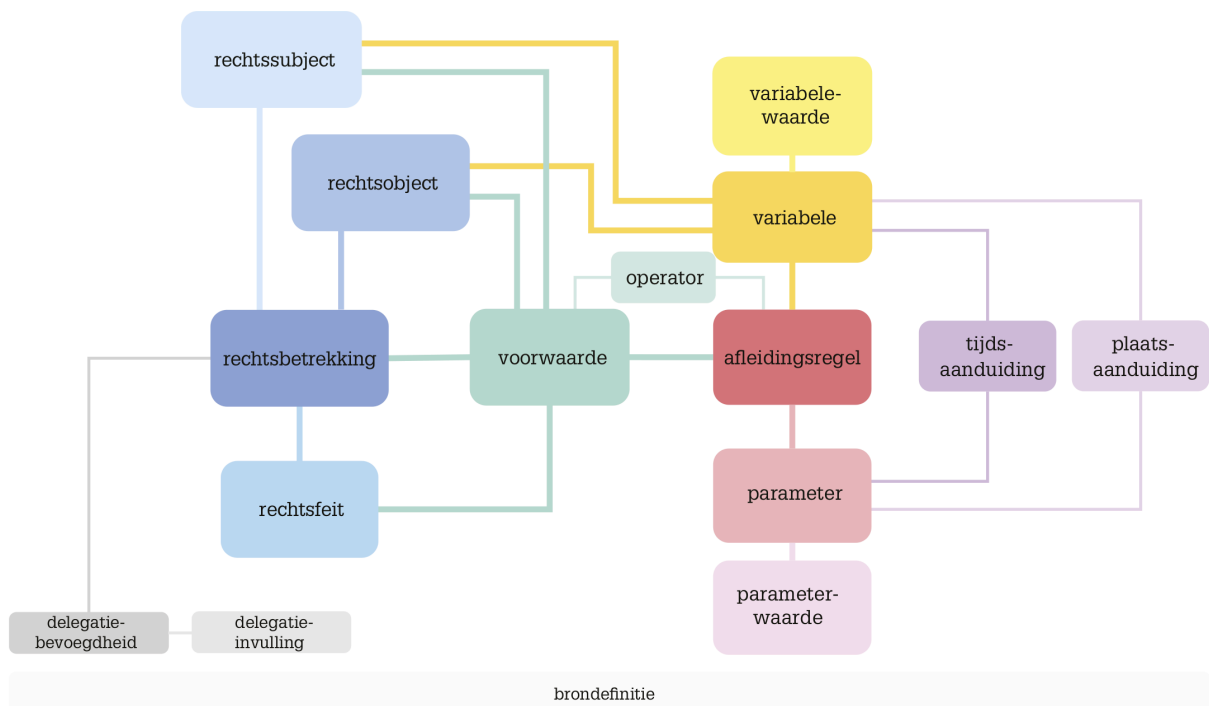 rechtssubject
variabele-
waarde
rechtsobject
variabele
operator
rechtsbetrekking
voorwaarde
afleidingsregel
tijds-
aanduiding
plaats-
aanduiding
rechtsfeit
parameter
parameter-
waarde
delegatie-
bevoegdheid
delegatie-
invulling
brondefinitie